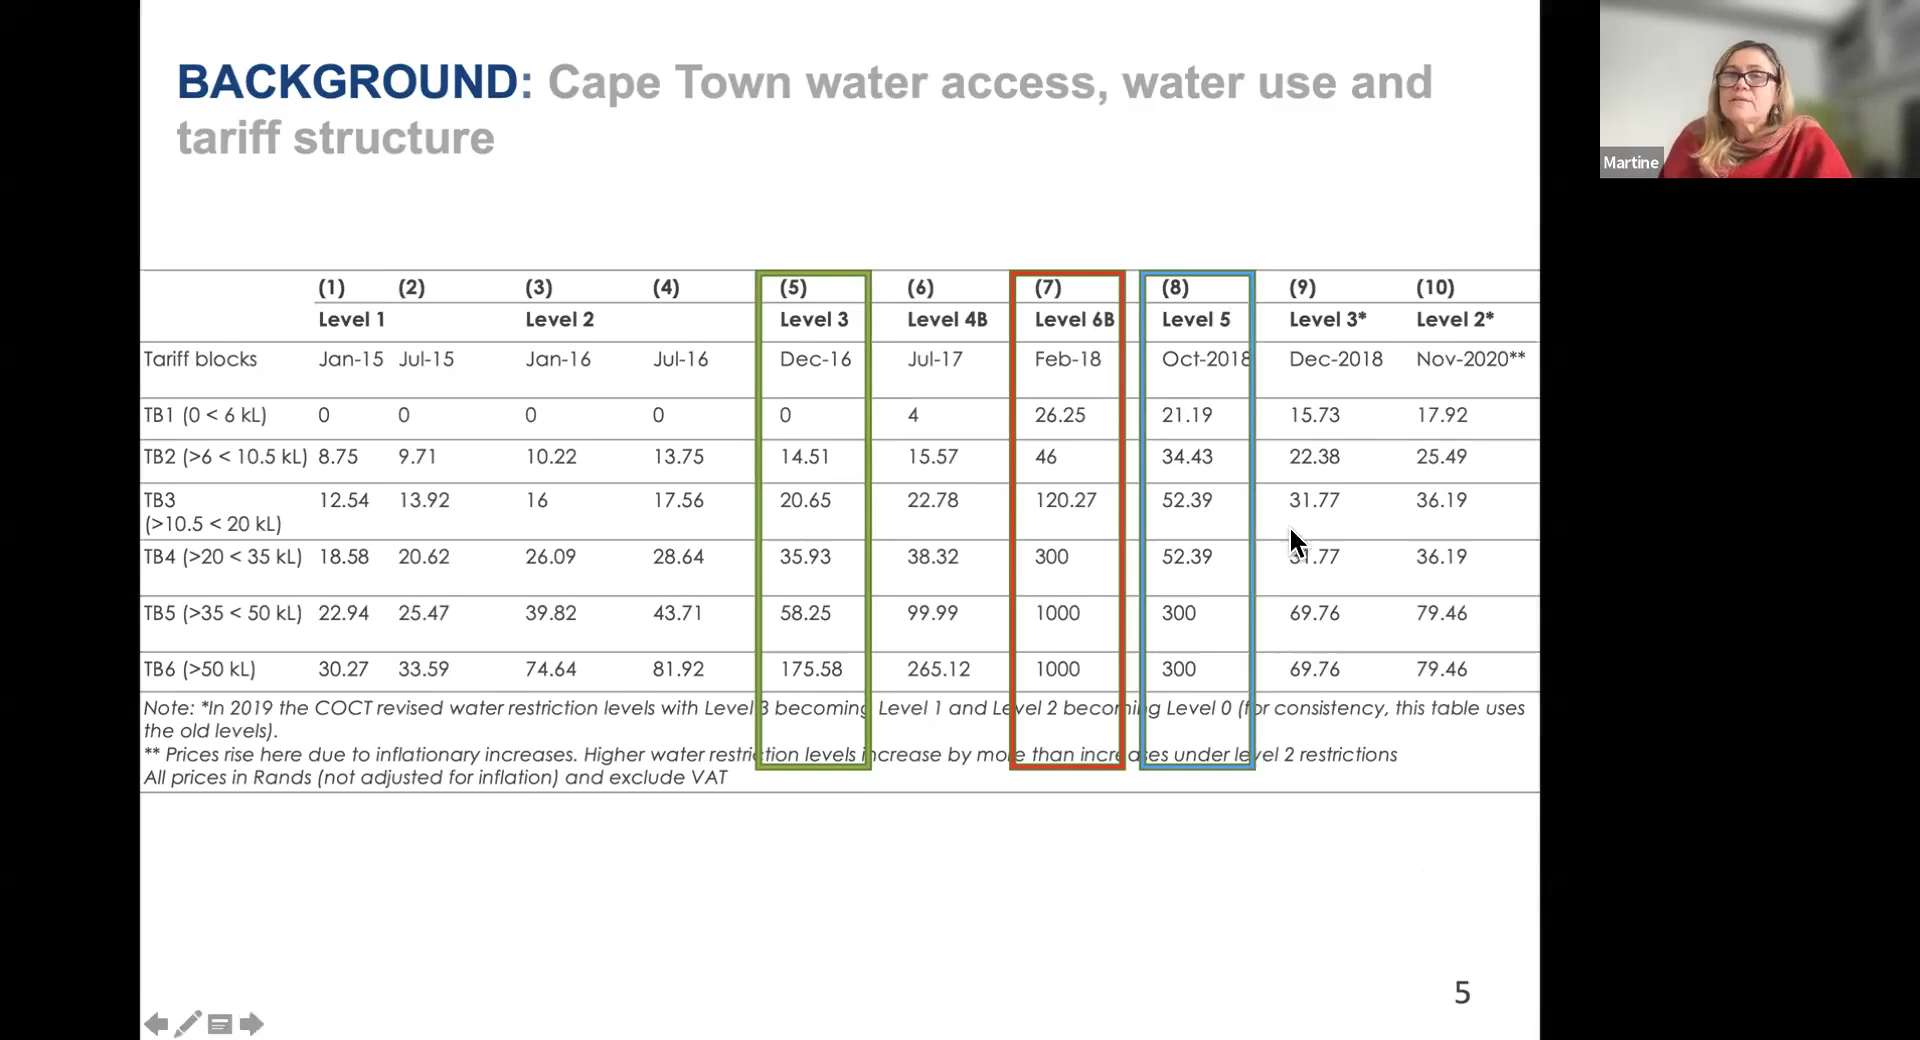 BACKGROUND: Cape Town water access, water use and
tariff structure
Martine
(1) (2) (3) (4) (5) (6) (7) (8) (9) (10)
Level 1 Level 2 Level 3 Level 4B Level 6B Level 5 Level 3* Level 2*
Tariff blocks Jan-15 Jul-15 Jan-16 Jul-16 Dec-16 Jul-17 Feb-18 Oct-2018 Dec-2018 Nov-2020**
TB1 (0 < 6 kL) 0 0 0 0 0 4 26.25 21.19 15.73 17.92
TB2 (>6 < 10.5 kL) 8.75 9.71 10.22 13.75 14.51 15.57 46 34.43 22.38 25.49
TB3 12.54 13.92 16 17.56 20.65 22.78 120.27 52.39 31.77 36.19
(>10.5 < 20 kL)
TB4 (>20 < 35 kL) 18.58 20.62 26.09 28.64 35.93 38.32 300 52.39 31.77 36.19
TB5 (>35 < 50 kL) 22.94 25.47 39.82 43.71 58.25 99.99 1000 300 69.76 79.46
TB6 (>50 kL) 30.27 33.59 74.64 81.92 175.58 265.12 1000 300 69.76 79.46
Note: *In 2019 the COCT revised water restriction levels with Level 3 becoming Level 1 and Level 2 becoming Level 0 (for consistency, this table uses
the old levels).
** Prices rise here due to inflationary increases. Higher water restriction levels increase by more than increases under level 2 restrictions
All prices in Rands (not adjusted for inflation) and exclude VAT
5